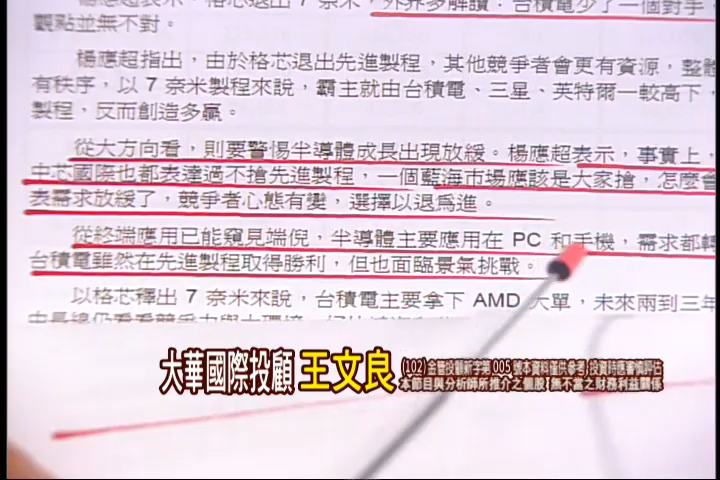 楊應超表示，格芯退出 7 奈米，外界多解讀：台積電少了一個對手，
觀點並無不對。
楊應超指出，由於格芯退出先進製程，其他競爭者會更有資源，整體
有秩序，以 7 奈米製程來說，霸主就由台積電、三星、英特爾一較高下，
製程，反而創造多贏。
從大方向看，則要警惕半導體成長出現放緩。楊應超表示，事實上，
中芯國際也都表達過不搶先進製程，一個藍海市場應該是大家搶，怎麼會
表需求放緩了，競爭者心態有變，選擇以退為進。
從終端應用已能窺見端倪，半導體主要應用在 PC 和手機，需求都轉
台積電雖然在先進製程取得勝利，但也面臨景氣挑戰。
以格芯釋出 7 奈米來說，台積電主要拿下 AMD 大單，未來兩到三年
大華國際投顧 王文良
(102)金管投顧新字第 005 號本資料僅供參考,投資時應審慎評估
本節目與分析師所推介之個股 無不當之財務利益關係